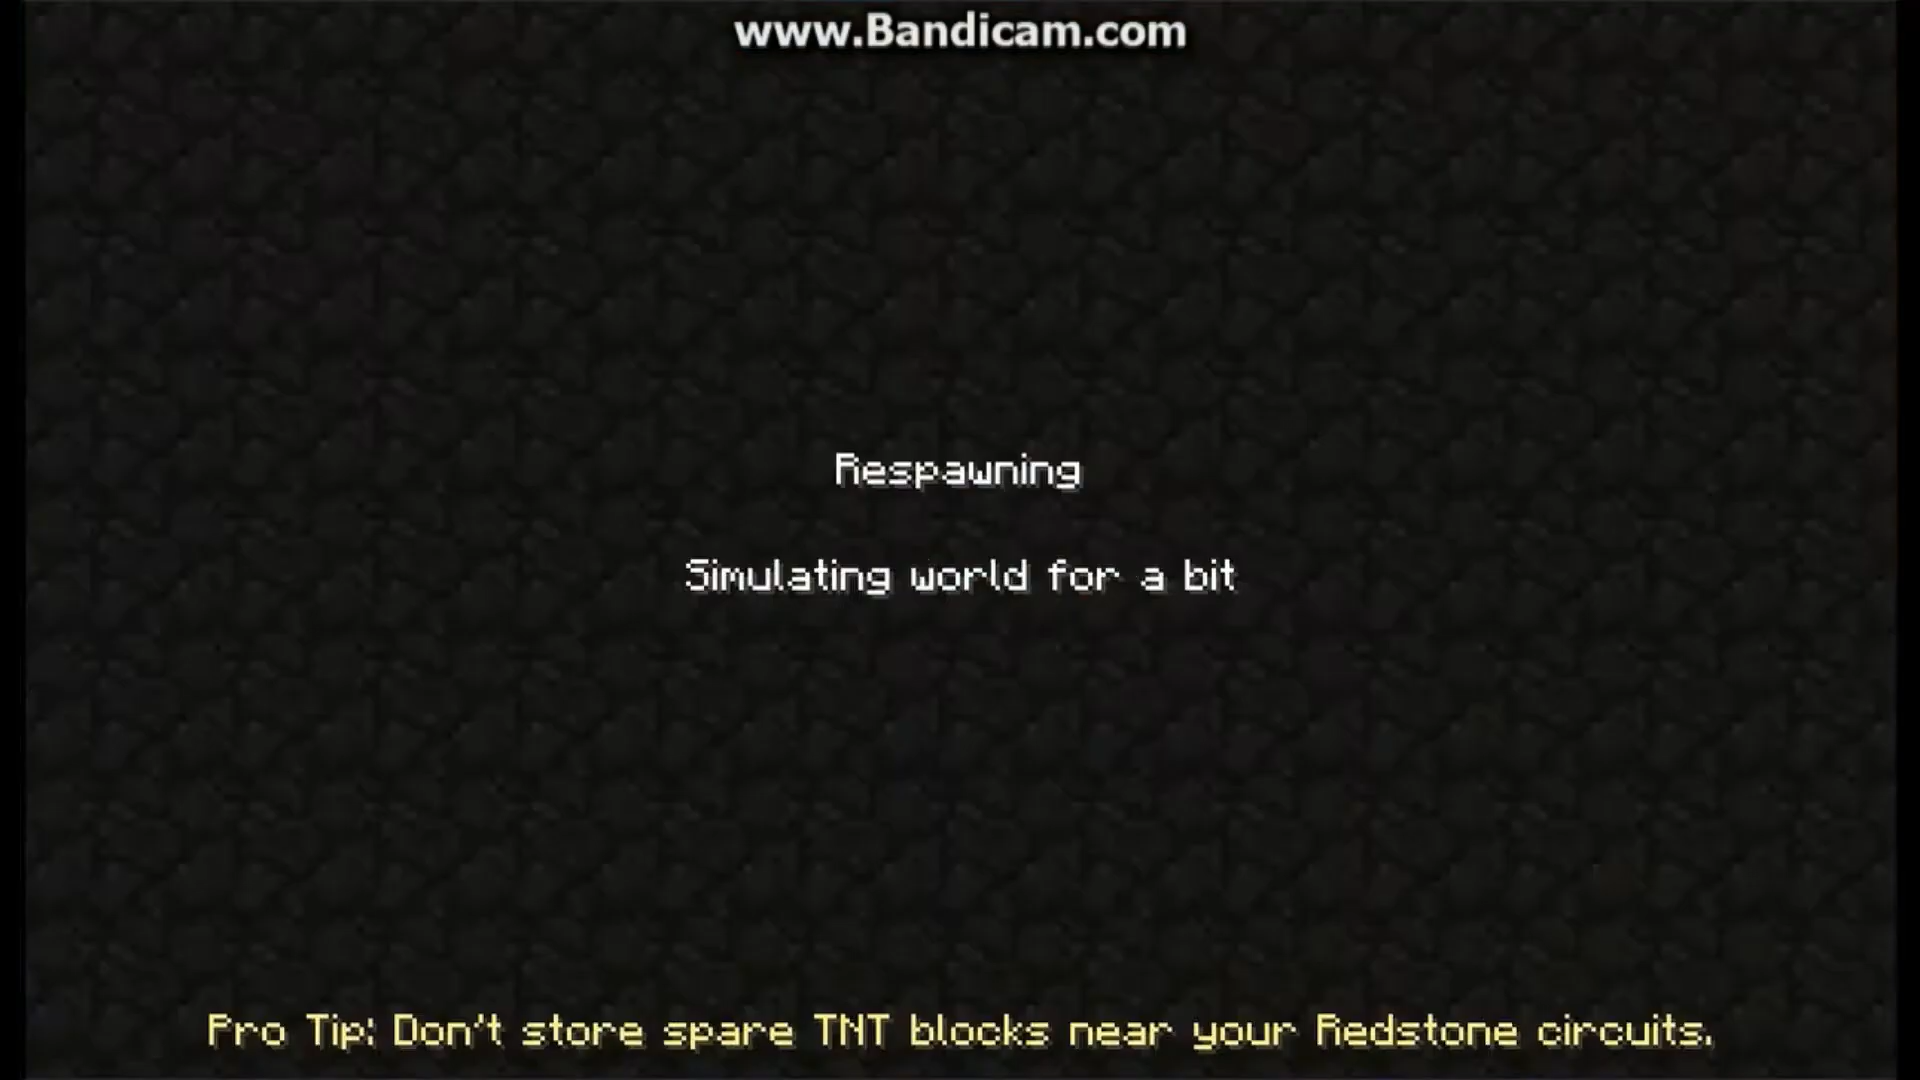 www.Bandicam.com
Respawning
Simulating world for a bit
Pro Tip: Don't store spare TNT blocks near your Redstone circuits.